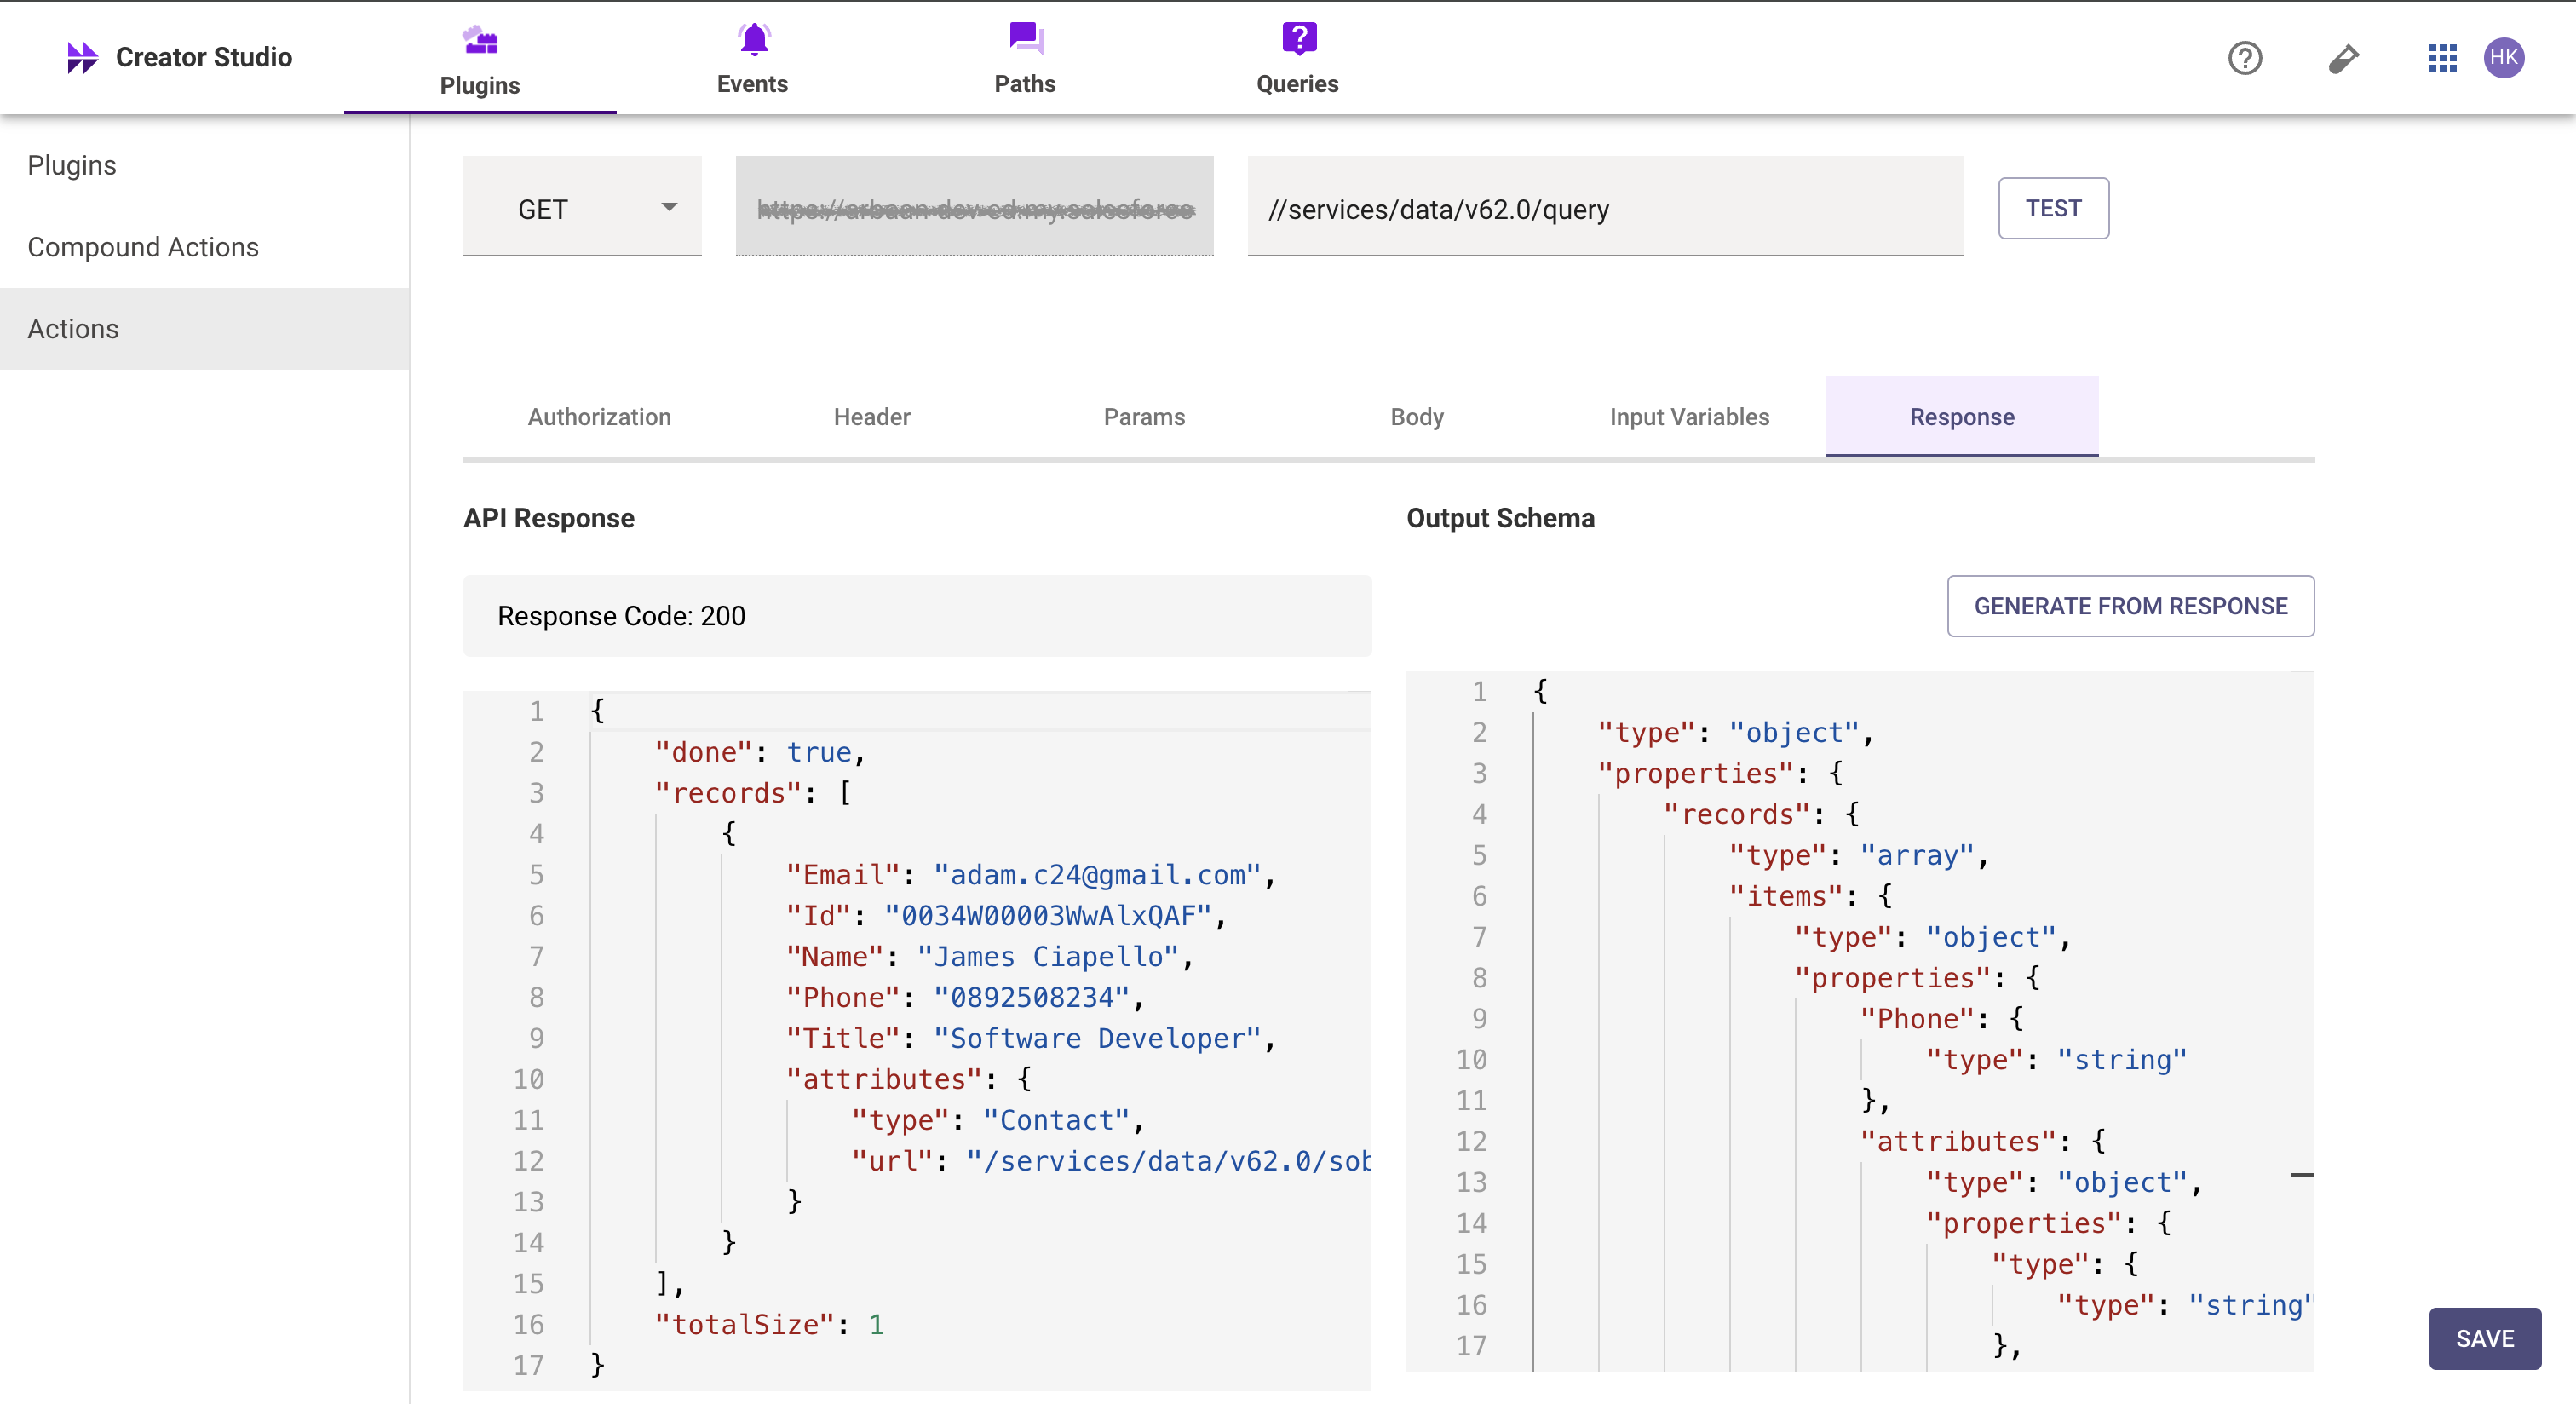 Creator Studio
Plugins
Events
Paths
Queries
HK
Plugins
Compound Actions
Actions
GET
//services/data/v62.0/query
TEST
Authorization
Header
Params
Body
Input Variables
Response
API Response
Response Code: 200
1 {
2 "done": true,
3 "records": [
4 {
5 "Email": "adam.c24@gmail.com",
6 "Id": "0034W00003WwAlxQAF",
7 "Name": "James Ciapello",
8 "Phone": "0892508234",
9 "Title": "Software Developer",
10 "attributes": {
11 "type": "Contact",
12 "url": "/services/data/v62.0/sob
13 }
14 }
15 ],
16 "totalSize": 1
17 }
Output Schema
GENERATE FROM RESPONSE
1 {
2 "type": "object",
3 "properties": {
4 "records": {
5 "type": "array",
6 "items": {
7 "type": "object",
8 "properties": {
9 "Phone": {
10 "type": "string"
11 },
12 "attributes": {
13 "type": "object",
14 "properties": {
15 "type": {
16 "type": "string"
17 },
SAVE